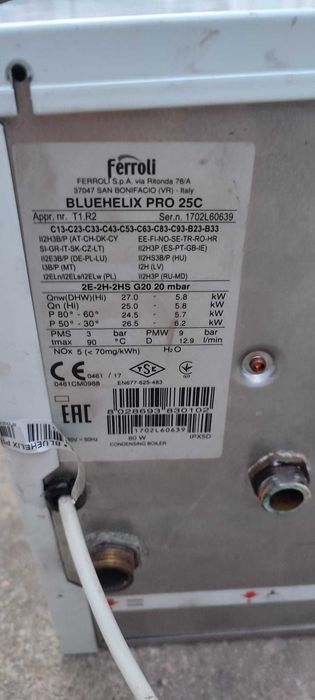 Ferroli
FERROLI S.p.A. via Ritonda 78/A
37047 SAN BONIFACIO (VR) - Italy
BLUEHELIX PRO 25C
Appr. nr. T1.R2 Ser.n. 1702L60639
C13-C23-C33-C43-C53-C63-C83-C93-B23-B33
II2H3B/P (AT-CH-DK-CY EE-FI-NO-SE-TR-RO-HR
SI-GR-IT-SK-CZ-LT) II2H3P (ES-PT-GB-IE)
II2E3B/P (DE-PL-LU) II2HS3B/P (HU)
I3B/P (MT) I2H (LV)
I2ELn/I2ELs/I2ELw (PL) II2H3P (RU-MD)
2E-2H-2HS G20 20 mbar
Qnw(DHW)(Hi) 27.0 - 5.8 kW
Qn (Hi) 25.0 - 5.8 kW
P 80° - 60° 24.5 - 5.7 kW
P 50° - 30° 26.5 - 6.2 kW
PMS 3 bar PMW 9 bar
tmax 90 °C D 12.9 l/min
NOx 5 (< 70mg/kWh) H2O
CE 0461 / 17
0461CM0988
TSE
EN677-625-483
EAC
8 028693 830102
1702L60639
50Hz 80 W IPX5D
CONDENSING BOILER
BLUEHELIX